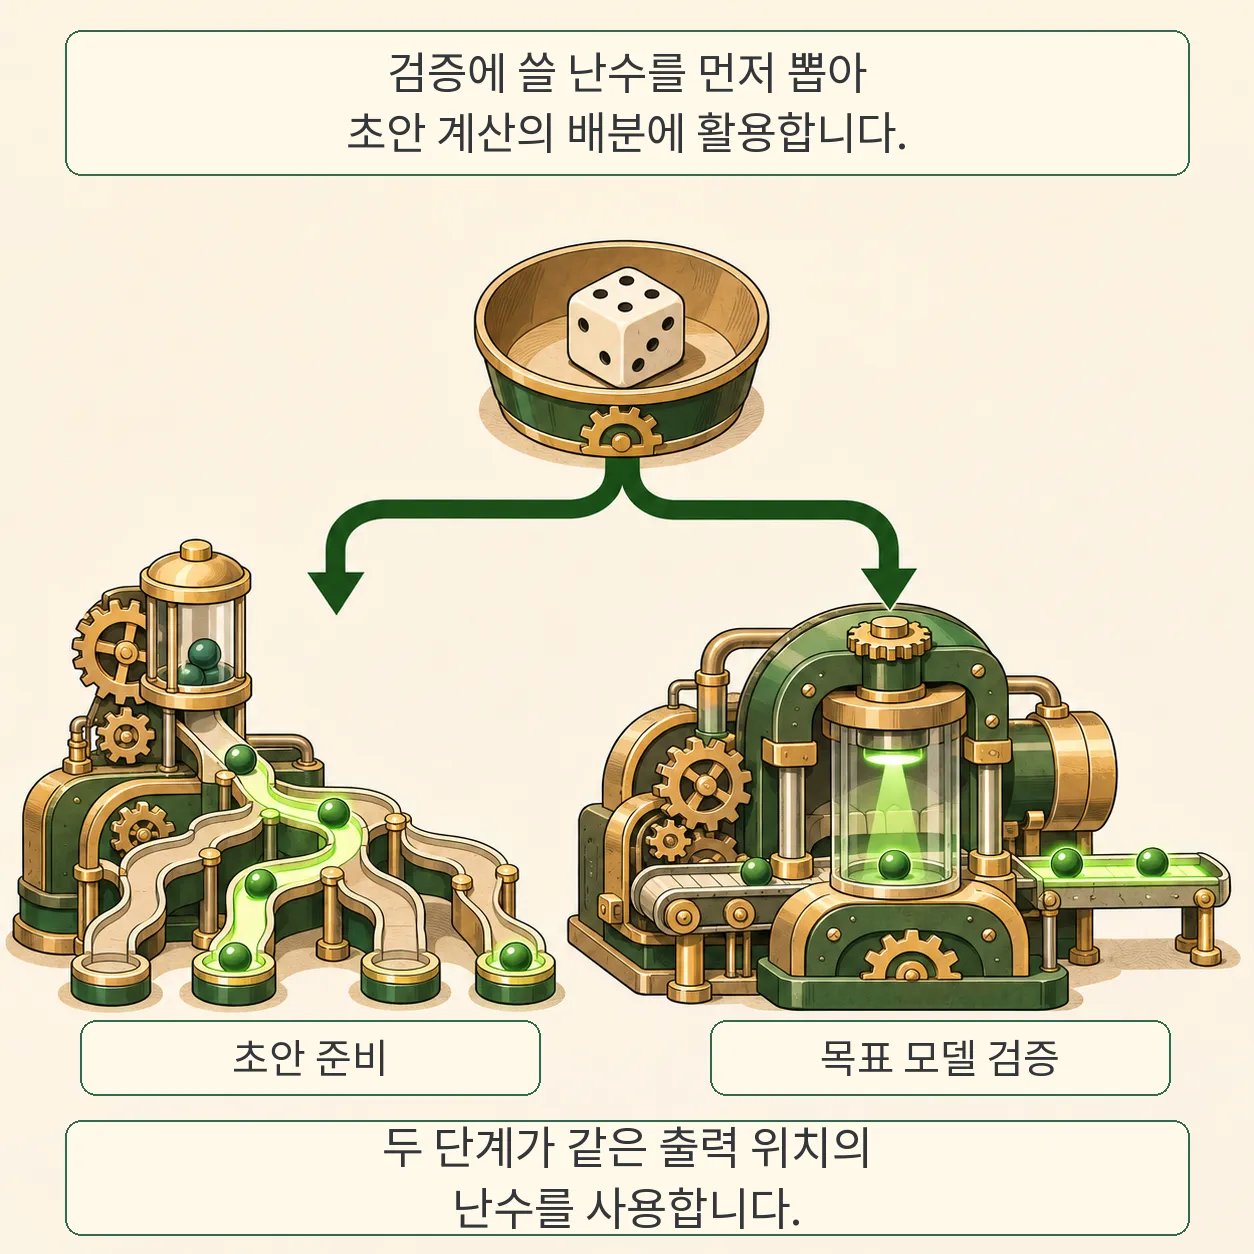 검증에 쓸 난수를 먼저 뽑아
초안 계산의 배분에 활용합니다.
초안 준비
목표 모델 검증
두 단계가 같은 출력 위치의
난수를 사용합니다.